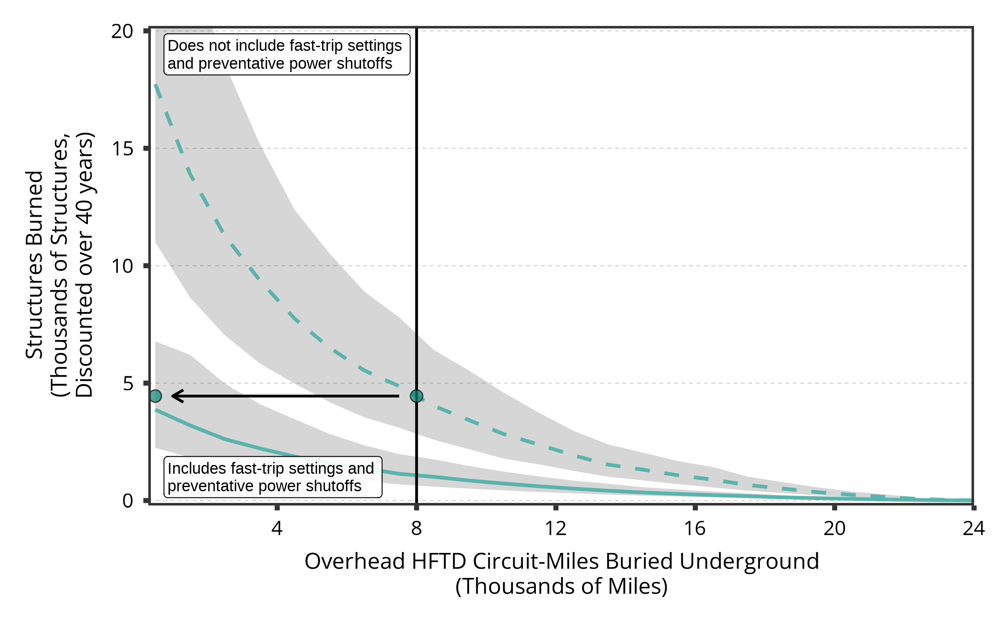 Structures Burned
(Thousands of Structures,
Discounted over 40 years)
20
15
10
5
0
Does not include fast-trip settings
and preventative power shutoffs
Includes fast-trip settings and
preventative power shutoffs
4
8
12
16
20
24
Overhead HFTD Circuit-Miles Buried Underground
(Thousands of Miles)